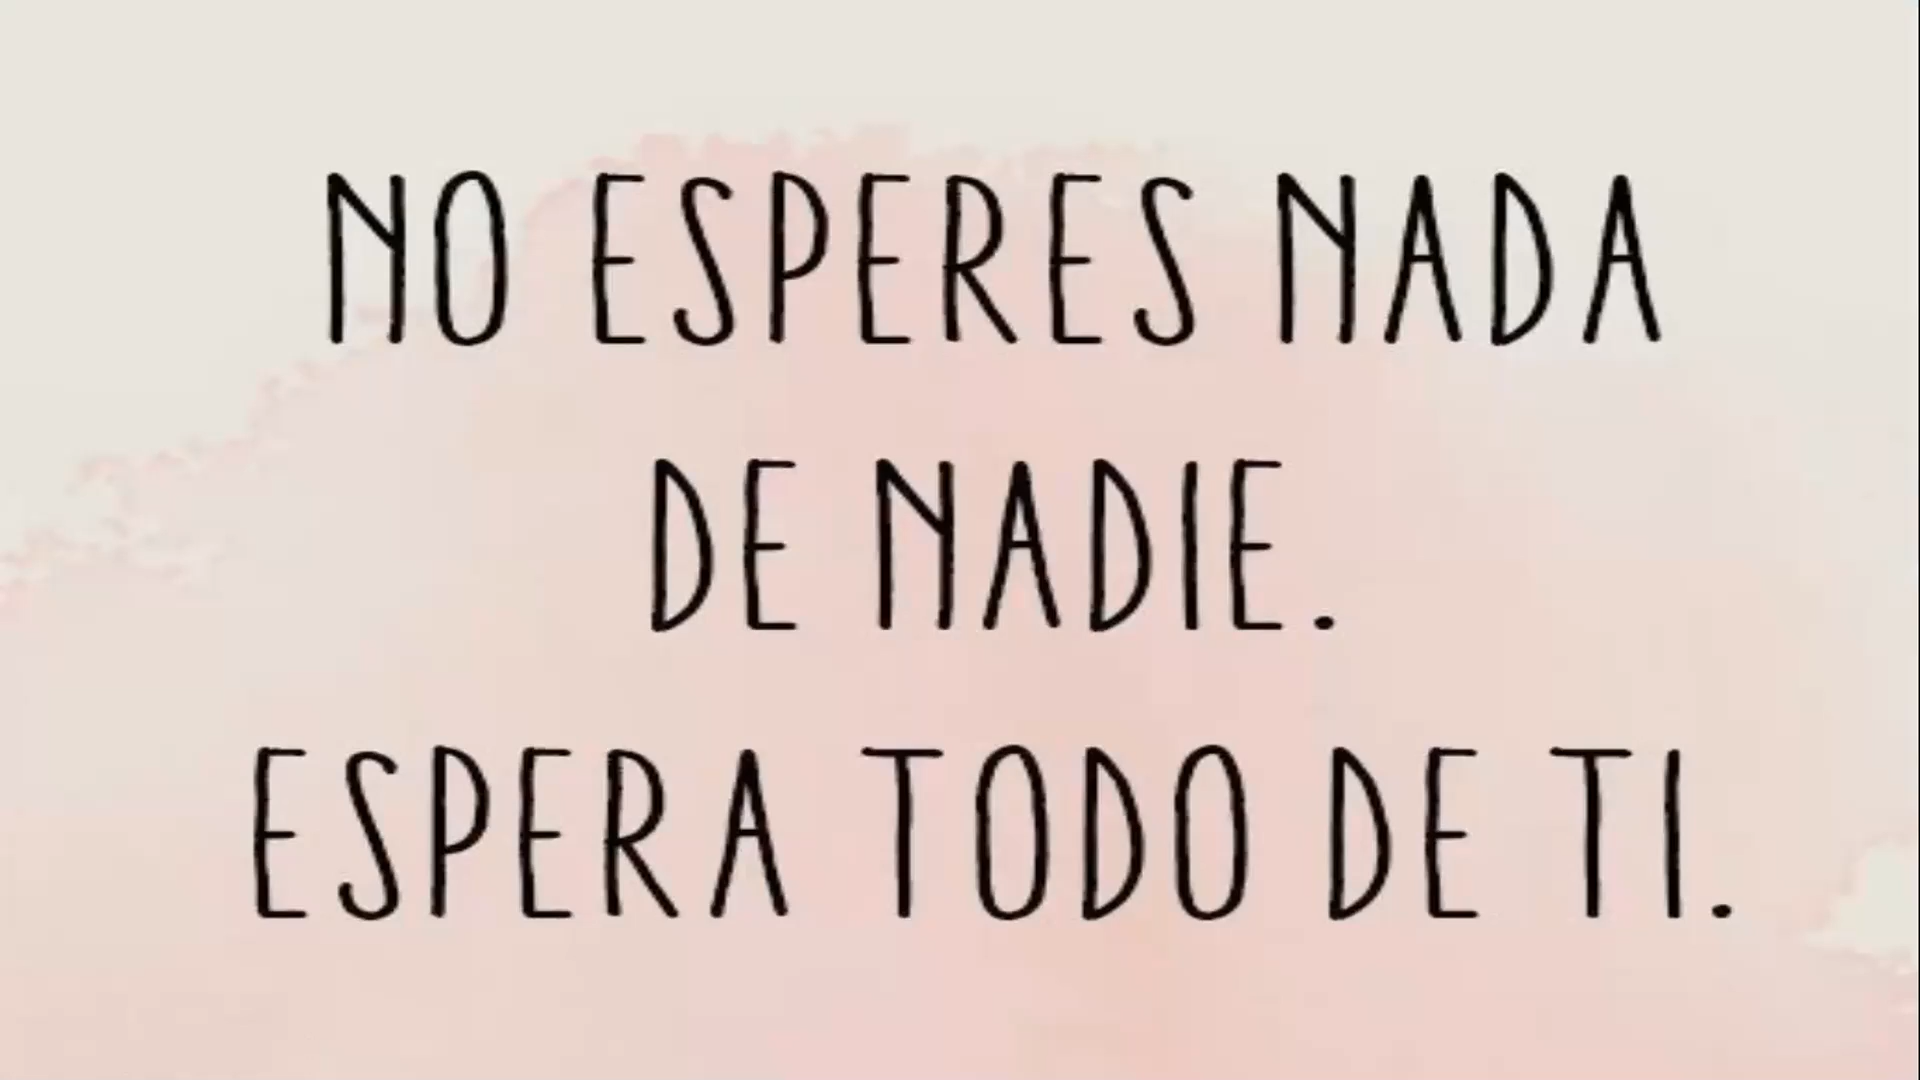 NO ESPERES NADA
DE NADIE.
ESPERA TODO DE TI.